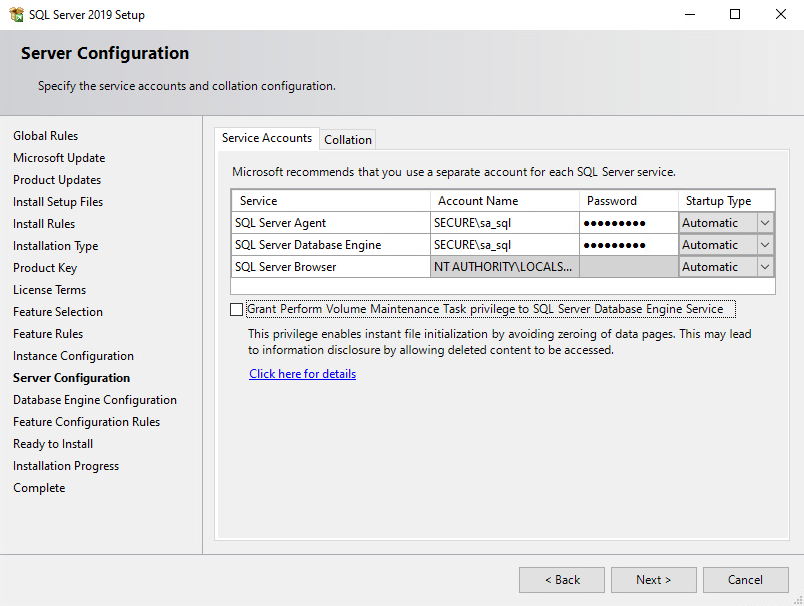 SQL Server 2019 Setup
Server Configuration
Specify the service accounts and collation configuration.
Global Rules
Microsoft Update
Product Updates
Install Setup Files
Install Rules
Installation Type
Product Key
License Terms
Feature Selection
Feature Rules
Instance Configuration
Server Configuration
Database Engine Configuration
Feature Configuration Rules
Ready to Install
Installation Progress
Complete
Service Accounts Collation
Microsoft recommends that you use a separate account for each SQL Server service.
Service Account Name Password Startup Type
SQL Server Agent SECURE\sa_sql ●●●●●●●●● Automatic
SQL Server Database Engine SECURE\sa_sql ●●●●●●●●● Automatic
SQL Server Browser NT AUTHORITY\LOCALS... Automatic
Grant Perform Volume Maintenance Task privilege to SQL Server Database Engine Service
This privilege enables instant file initialization by avoiding zeroing of data pages. This may lead
to information disclosure by allowing deleted content to be accessed.
Click here for details
< Back Next > Cancel